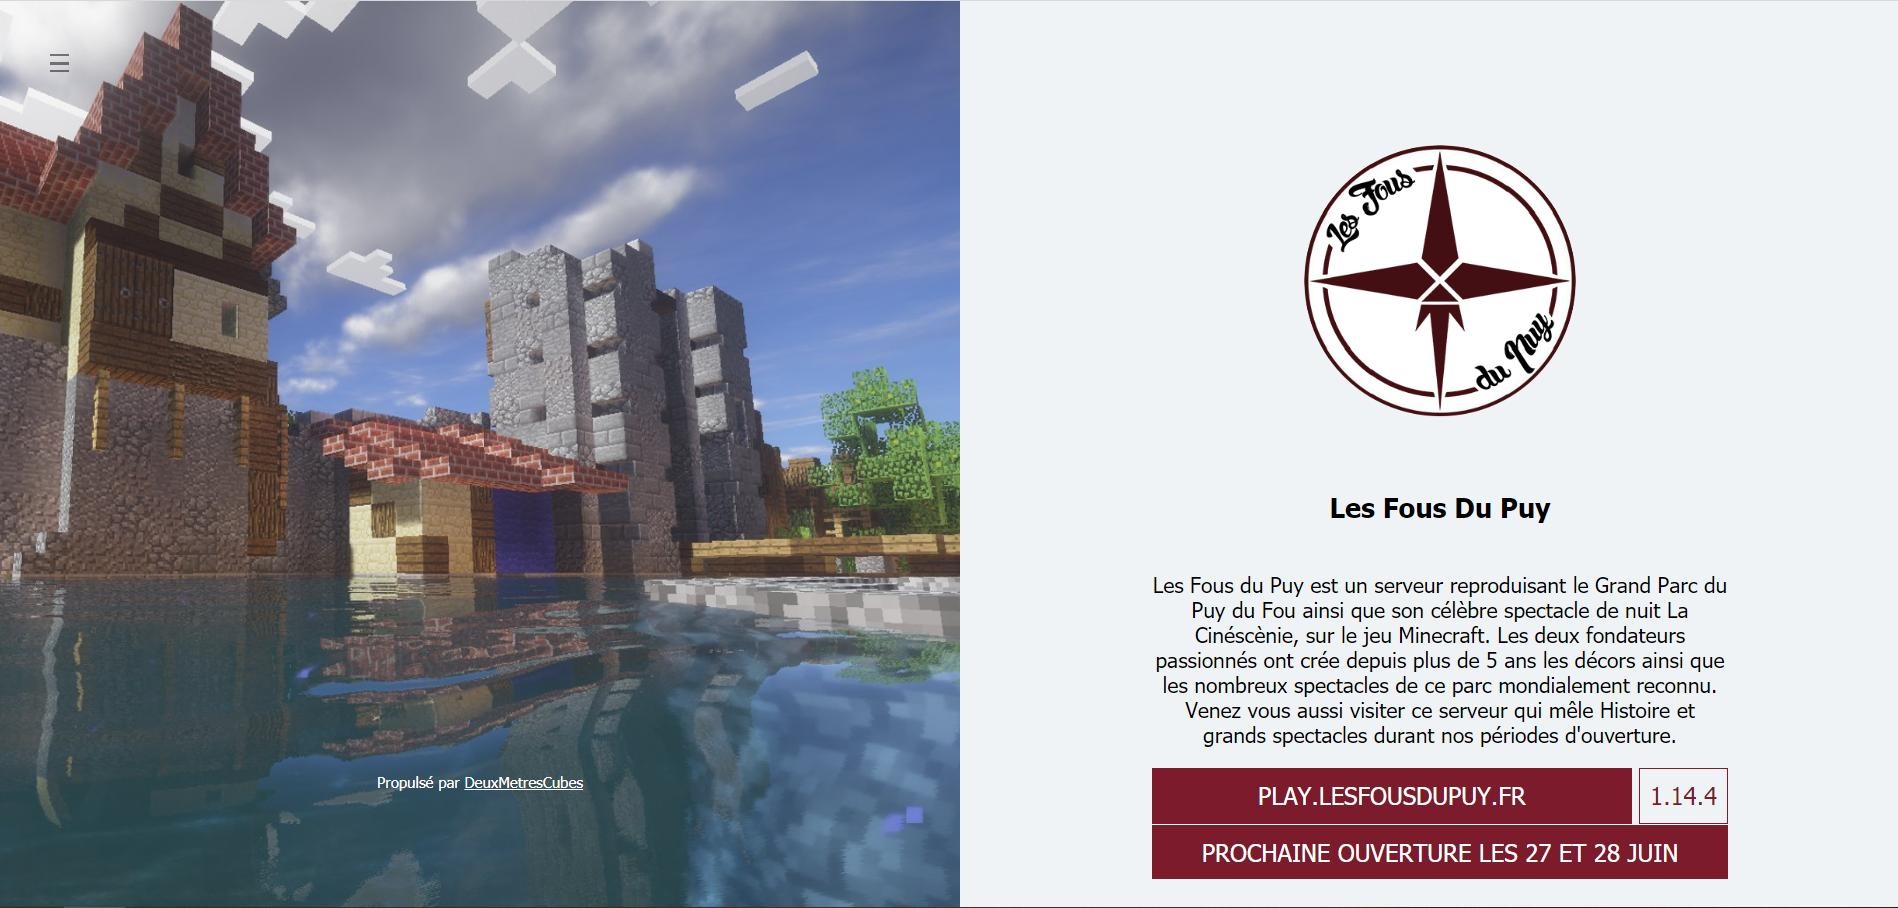 Les Fous
du Puy
Les Fous Du Puy
Les Fous du Puy est un serveur reproduisant le Grand Parc du
Puy du Fou ainsi que son célèbre spectacle de nuit La
Cinéscènie, sur le jeu Minecraft. Les deux fondateurs
passionnés ont crée depuis plus de 5 ans les décors ainsi que
les nombreux spectacles de ce parc mondialement reconnu.
Venez vous aussi visiter ce serveur qui mêle Histoire et
grands spectacles durant nos périodes d'ouverture.
PLAY.LESFOUSDUPUY.FR
1.14.4
PROCHAINE OUVERTURE LES 27 ET 28 JUIN
Propulsé par DeuxMetresCubes